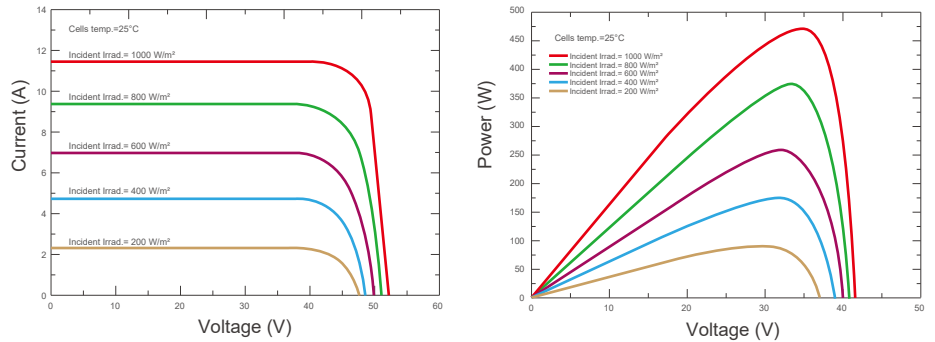 14
12
10
8
6
4
2
0
Current (A)
Cells temp.=25°C
Incident Irrad.= 1000 W/m²
Incident Irrad.= 800 W/m²
Incident Irrad.= 600 W/m²
Incident Irrad.= 400 W/m²
Incident Irrad.= 200 W/m²
0 10 20 30 40 50 60
Voltage (V)
500
450
400
375
300
250
200
150
100
50
0
Power (W)
Cells temp.=25°C
Incident Irrad.= 1000 W/m²
Incident Irrad.= 800 W/m²
Incident Irrad.= 600 W/m²
Incident Irrad.= 400 W/m²
Incident Irrad.= 200 W/m²
0 10 20 30 40 50
Voltage (V)